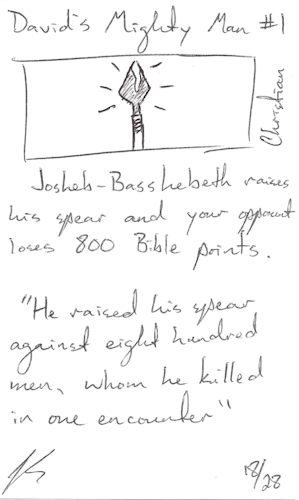 David's Mighty Man #1
Christian
Josheb-Basshebeth raises
his spear and your opponent
loses 800 Bible points.
"He raised his spear
against eight hundred
men, whom he killed
in one encounter"
18/28